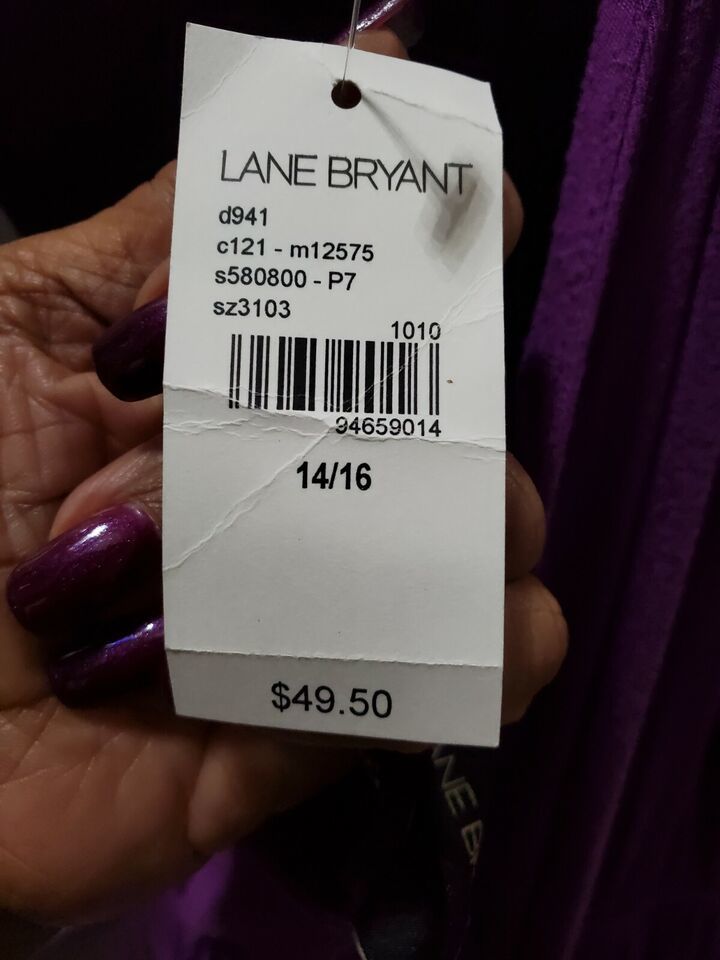 LANE BRYANT
d941
c121 - m12575
s580800 - P7
sz3103
1010
94659014
14/16
$49.50